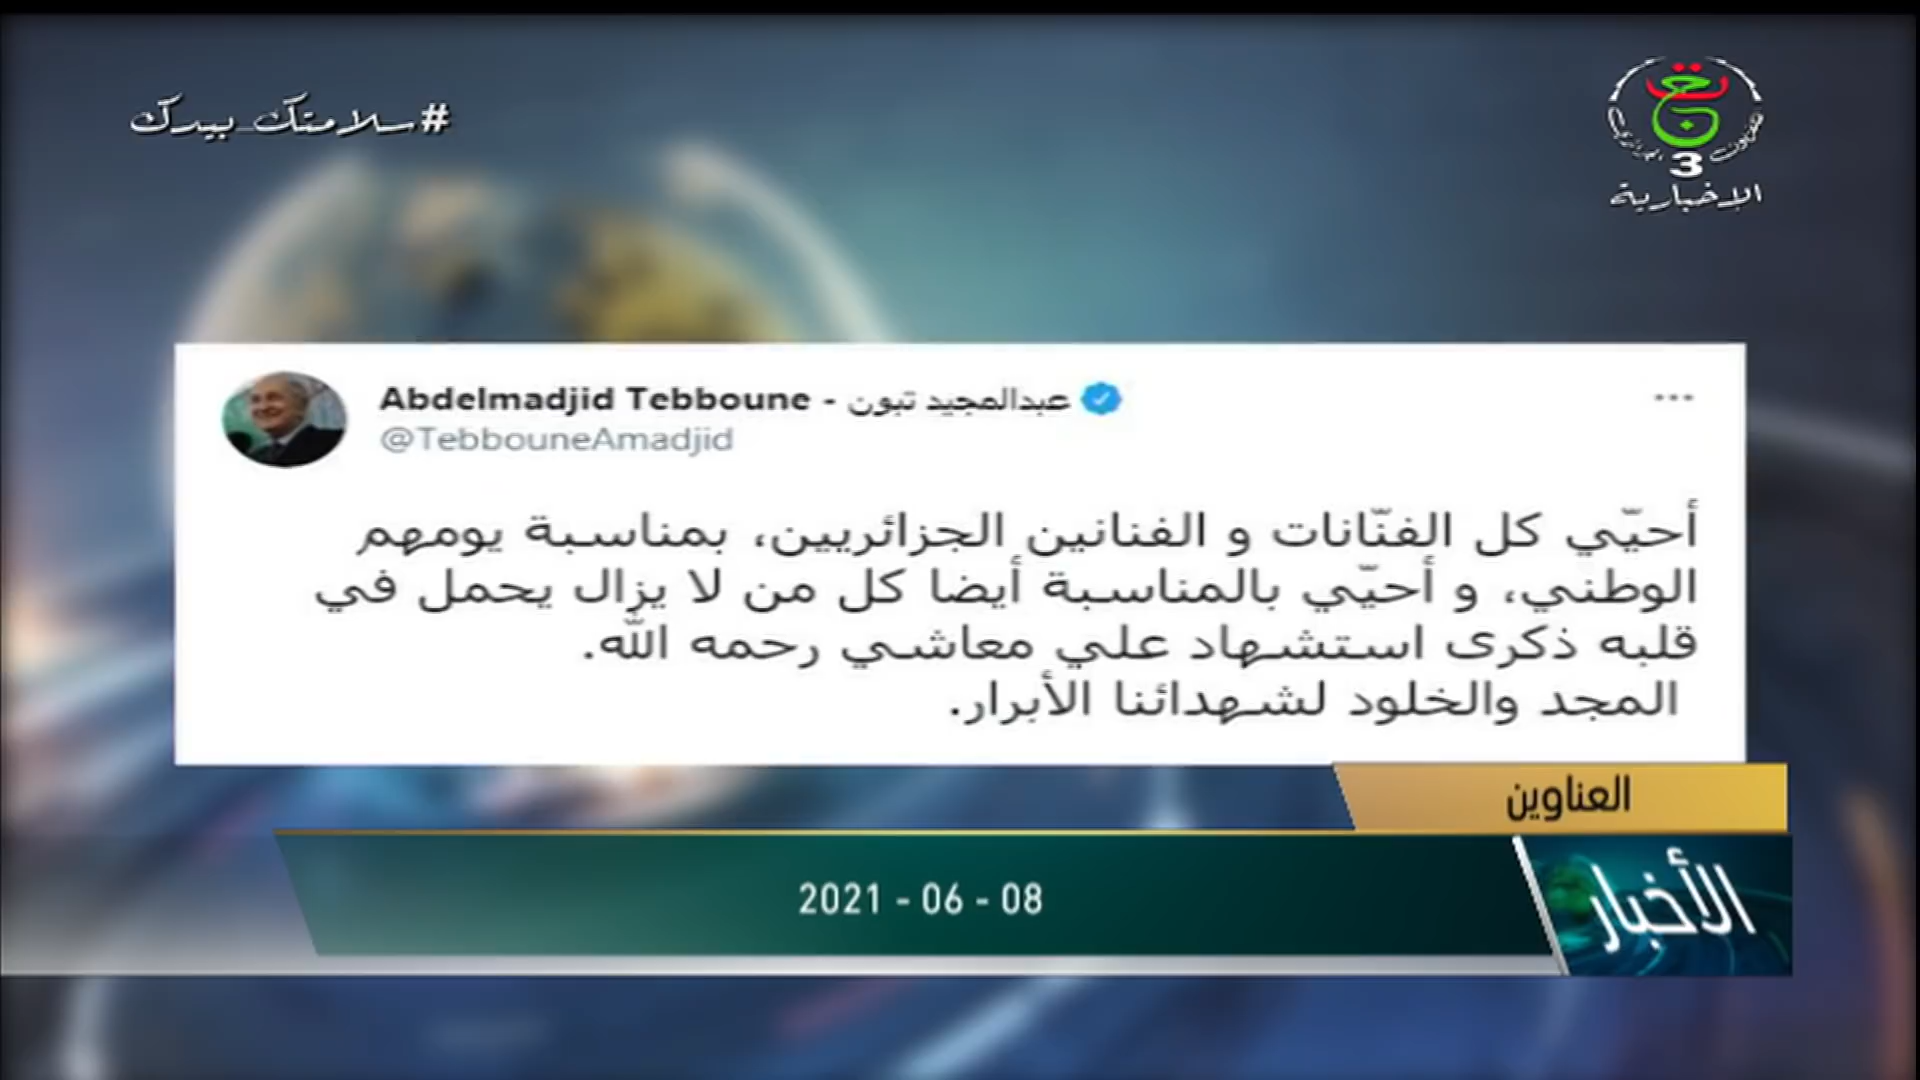 #سلامتك_بيدك
3
الإخبارية
Abdelmadjid Tebboune - عبدالمجيد تبون
@TebbouneAmadjid
أحيّي كل الفنّانات و الفنانين الجزائريين، بمناسبة يومهم
الوطني، و أحيّي بالمناسبة أيضا كل من لا يزال يحمل في
قلبه ذكرى استشهاد علي معاشي رحمه الله.
المجد والخلود لشهدائنا الأبرار.
العناوين
الأخبار
2021 - 06 - 08